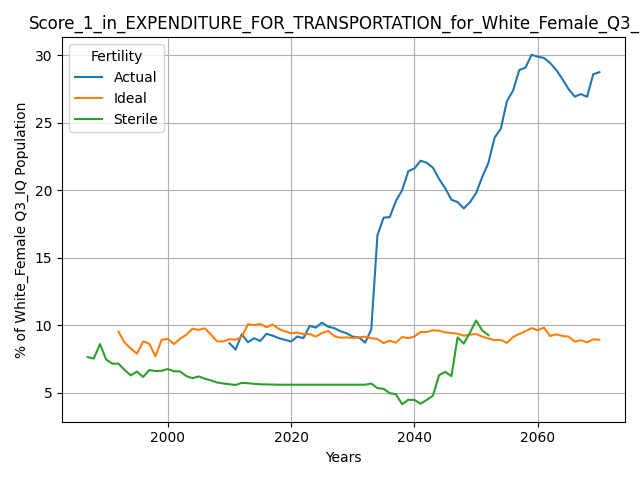 Score_1_in_EXPENDITURE_FOR_TRANSPORTATION_for_White_Female_Q3_
Fertility
Actual
Ideal
Sterile
% of White_Female Q3_IQ Population
30
25
20
15
10
5
2000
2020
2040
2060
Years